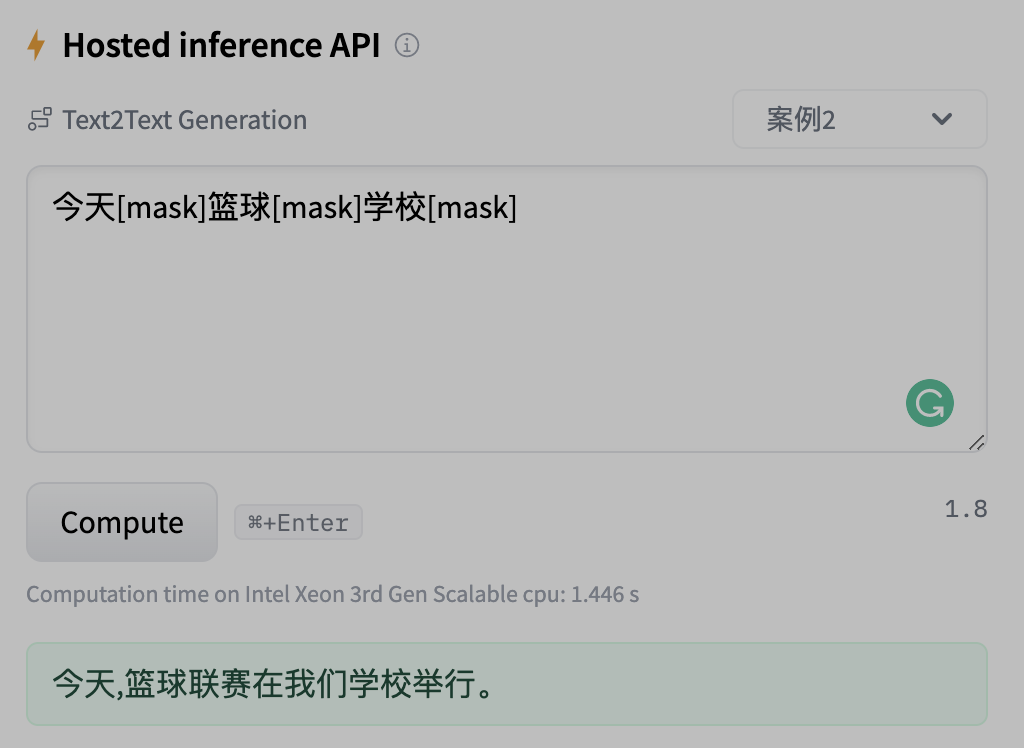 Hosted inference API
Text2Text Generation
案例2
今天[mask]篮球[mask]学校[mask]
Compute
⌘+Enter
1.8
Computation time on Intel Xeon 3rd Gen Scalable cpu: 1.446 s
今天,篮球联赛在我们学校举行。